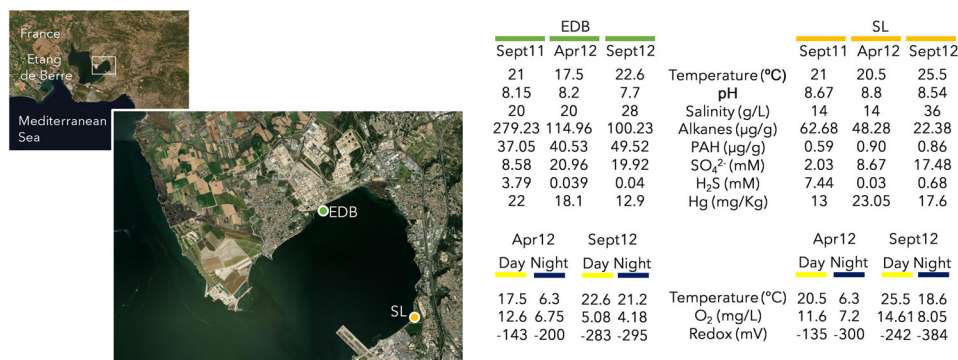 France
Etang
de Berre
Mediterranean
Sea
EDB
SL
EDB SL
Sept11 Apr12 Sept12 Sept11 Apr12 Sept12
21 17.5 22.6 Temperature (ºC) 21 20.5 25.5
8.15 8.2 7.7 pH 8.67 8.8 8.54
20 20 28 Salinity (g/L) 14 14 36
279.23 114.96 100.23 Alkanes (µg/g) 62.68 48.28 22.38
37.05 40.53 49.52 PAH (µg/g) 0.59 0.90 0.86
8.58 20.96 19.92 SO₄²⁻ (mM) 2.03 8.67 17.48
3.79 0.039 0.04 H₂S (mM) 7.44 0.03 0.68
22 18.1 12.9 Hg (mg/Kg) 13 23.05 17.6
Apr12 Sept12 Apr12 Sept12
Day Night Day Night Day Night Day Night
17.5 6.3 22.6 21.2 Temperature (ºC) 20.5 6.3 25.5 18.6
12.6 6.75 5.08 4.18 O₂ (mg/L) 11.6 7.2 14.61 8.05
-143 -200 -283 -295 Redox (mV) -135 -300 -242 -384